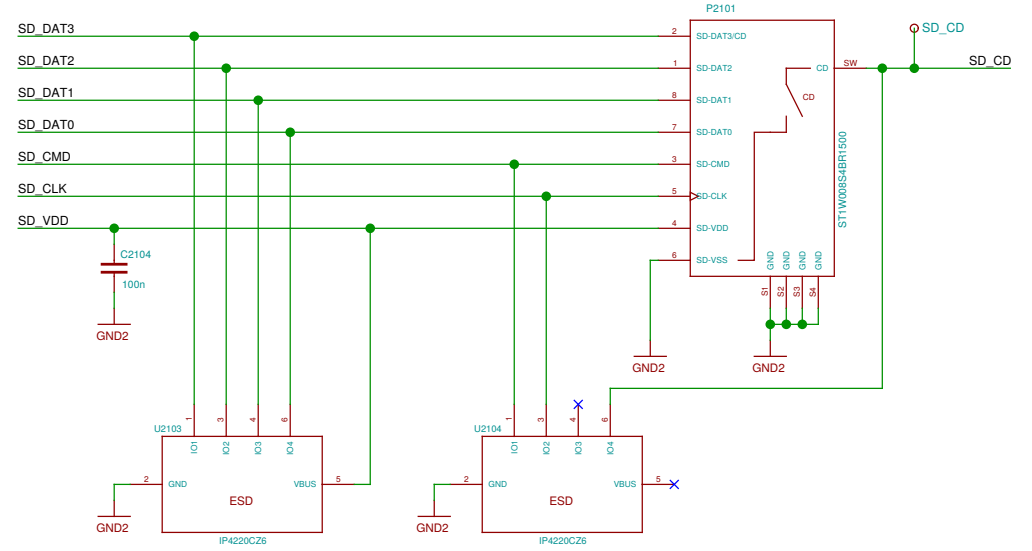 P2101
SD_DAT3 2 SD-DAT3/CD SD_CD
SD_DAT2 1 SD-DAT2 CD SW SD_CD
SD_DAT1 8 SD-DAT1 CD
SD_DAT0 7 SD-DAT0
SD_CMD 3 SD-CMD
SD_CLK 5 SD-CLK
SD_VDD 4 SD-VDD
6 SD-VSS
ST1W008S4BR1500
GND GND GND GND
S1 S2 S3 S4
C2104
100n
GND2
GND2 GND2
1 3 4 6 1 3 4 6
U2103 U2104
IO1 IO2 IO3 IO4 IO1 IO2 IO3 IO4
2 GND VBUS 5 2 GND VBUS 5
ESD ESD
GND2 GND2
IP4220CZ6 IP4220CZ6